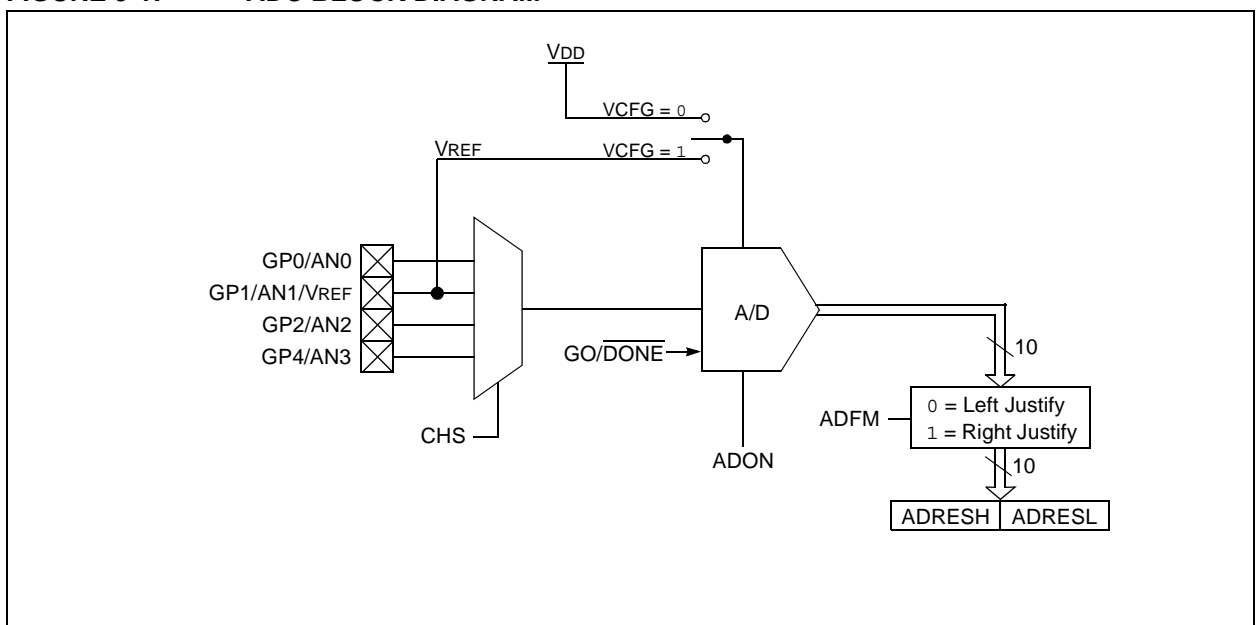 VDD
VCFG = 0
VREF
VCFG = 1
GP0/AN0
GP1/AN1/VREF
GP2/AN2
GP4/AN3
A/D
GO/DONE
10
CHS
ADON
ADFM
0 = Left Justify
1 = Right Justify
10
ADRESH ADRESL